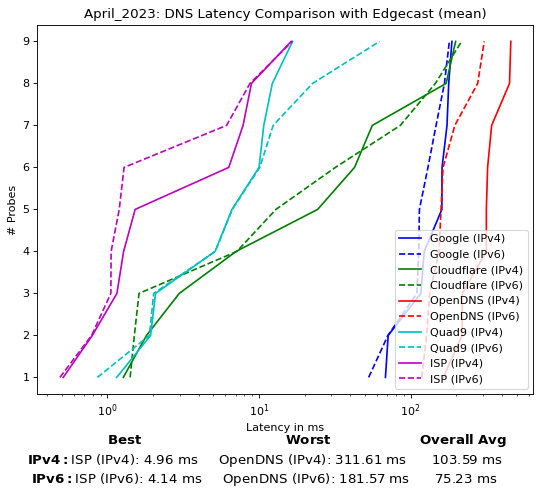 April_2023: DNS Latency Comparison with Edgecast (mean)
9
8
7
6
5
4
3
2
1
# Probes
Google (IPv4)
Google (IPv6)
Cloudflare (IPv4)
Cloudflare (IPv6)
OpenDNS (IPv4)
OpenDNS (IPv6)
Quad9 (IPv4)
Quad9 (IPv6)
ISP (IPv4)
ISP (IPv6)
10⁰ 10¹ 10²
Latency in ms
Best Worst Overall Avg
IPv4: ISP (IPv4): 4.96 ms OpenDNS (IPv4): 311.61 ms 103.59 ms
IPv6: ISP (IPv6): 4.14 ms OpenDNS (IPv6): 181.57 ms 75.23 ms